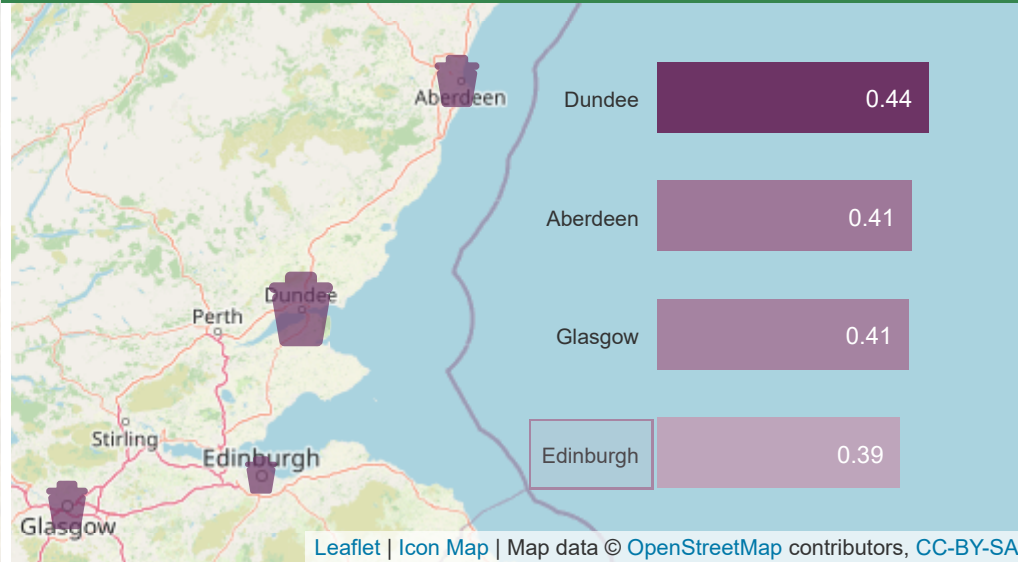 Aberdeen
Dundee
Perth
Stirling
Edinburgh
Glasgow
Dundee 0.44
Aberdeen 0.41
Glasgow 0.41
Edinburgh 0.39
Leaflet | Icon Map | Map data © OpenStreetMap contributors, CC-BY-SA